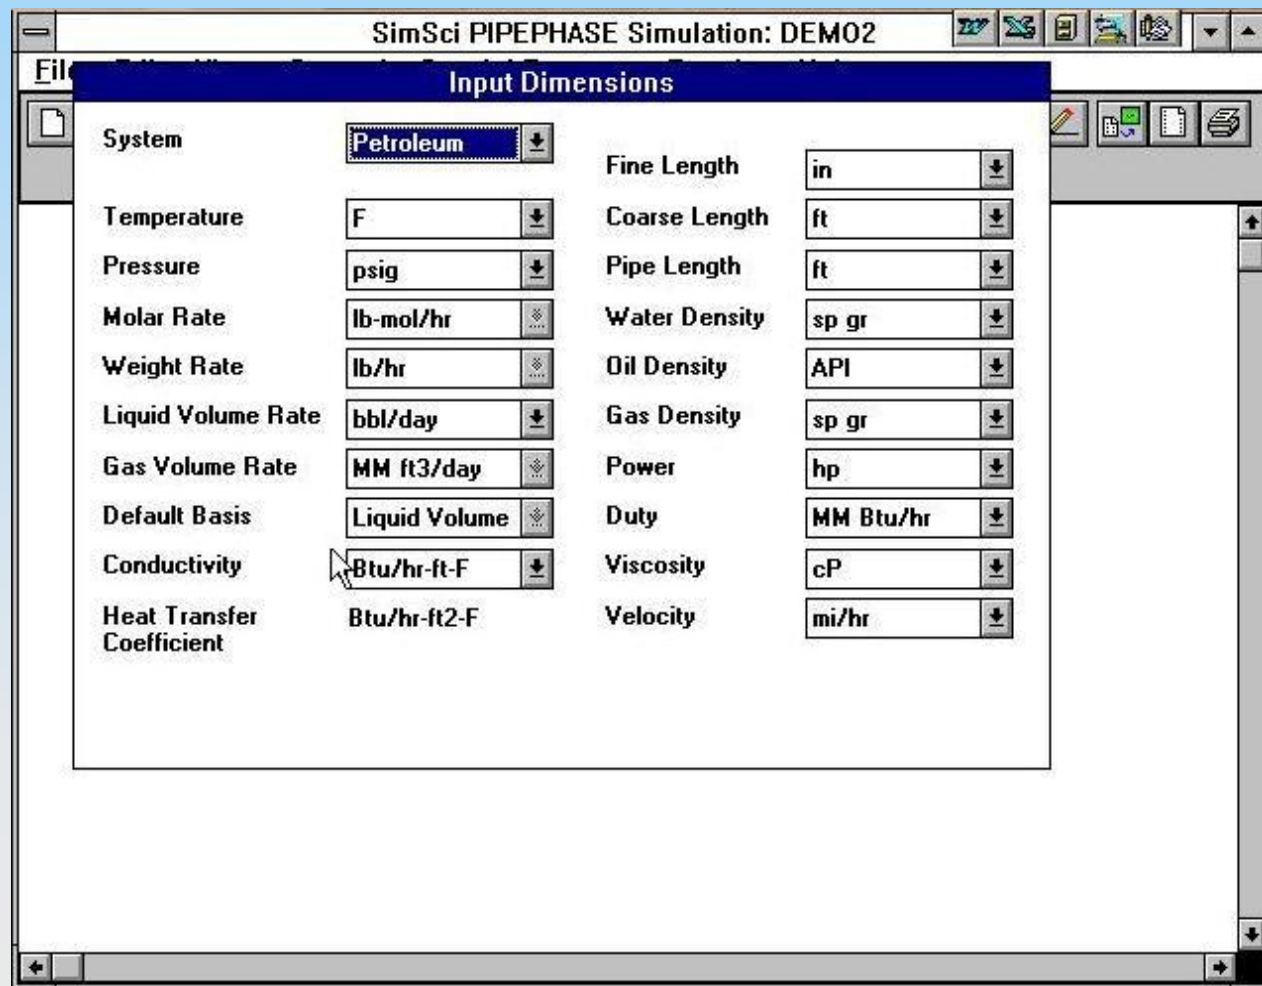 SimSci PIPEPHASE Simulation: DEMO2
File
Input Dimensions
System Petroleum
Temperature F
Pressure psig
Molar Rate lb-mol/hr
Weight Rate lb/hr
Liquid Volume Rate bbl/day
Gas Volume Rate MM ft3/day
Default Basis Liquid Volume
Conductivity Btu/hr-ft-F
Heat Transfer Btu/hr-ft2-F
Coefficient
Fine Length in
Coarse Length ft
Pipe Length ft
Water Density sp gr
Oil Density API
Gas Density sp gr
Power hp
Duty MM Btu/hr
Viscosity cP
Velocity mi/hr